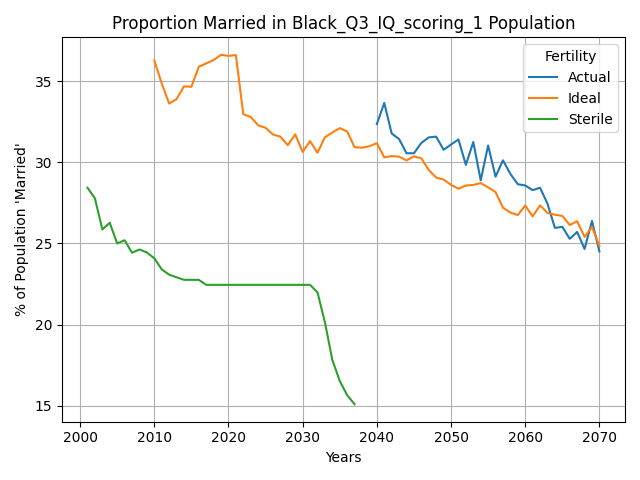 Proportion Married in Black_Q3_IQ_scoring_1 Population
Fertility
Actual
Ideal
Sterile
% of Population 'Married'
35
30
25
20
15
2000 2010 2020 2030 2040 2050 2060 2070
Years